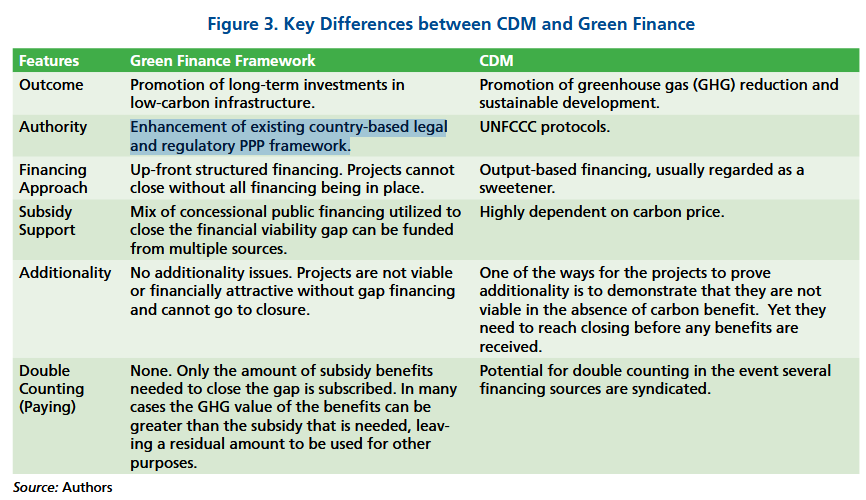 Figure 3. Key Differences between CDM and Green Finance
Features Green Finance Framework CDM
Outcome Promotion of long-term investments in Promotion of greenhouse gas (GHG) reduction and
low-carbon infrastructure. sustainable development.
Authority Enhancement of existing country-based legal UNFCCC protocols.
and regulatory PPP framework.
Financing Up-front structured financing. Projects cannot Output-based financing, usually regarded as a
Approach close without all financing being in place. sweetener.
Subsidy Mix of concessional public financing utilized to Highly dependent on carbon price.
Support close the financial viability gap can be funded
from multiple sources.
Additionality No additionality issues. Projects are not viable One of the ways for the projects to prove
or financially attractive without gap financing additionality is to demonstrate that they are not
and cannot go to closure. viable in the absence of carbon benefit. Yet they
need to reach closing before any benefits are
received.
Double None. Only the amount of subsidy benefits Potential for double counting in the event several
Counting needed to close the gap is subscribed. In many financing sources are syndicated.
(Paying) cases the GHG value of the benefits can be
greater than the subsidy that is needed, leav-
ing a residual amount to be used for other
purposes.
Source: Authors